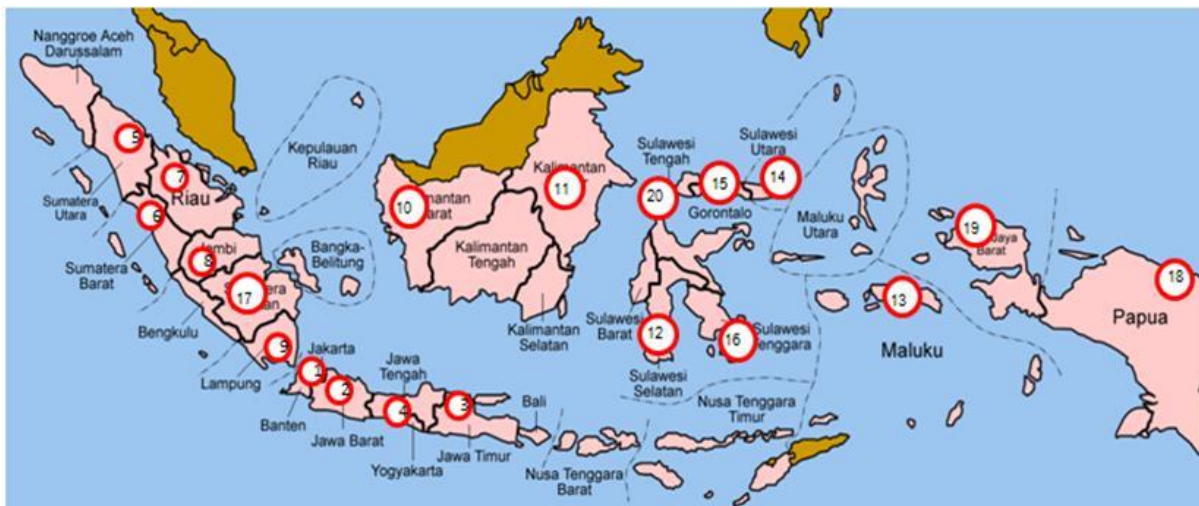 Nanggroe Aceh
Darussalam
5
Sumatera
Utara
7
Riau
6
Sumatera
Barat
Kepulauan
Riau
Jambi
8
Bangka-
Belitung
17
Bengkulu
9
Lampung
Jakarta
1
Banten
2
Jawa Barat
Jawa
Tengah
4
Yogyakarta
3
Jawa Timur
Bali
Nusa Tenggara
Barat
Nusa Tenggara
Timur
10
Kalimantan
Tengah
Kalimantan
11
Kalimantan
Selatan
Sulawesi
Tengah
20
15
Gorontalo
Sulawesi
Utara
14
Sulawesi
Barat
12
Sulawesi
Selatan
16
Sulawesi
Tenggara
Maluku
Utara
13
Maluku
19
Barat
18
Papua